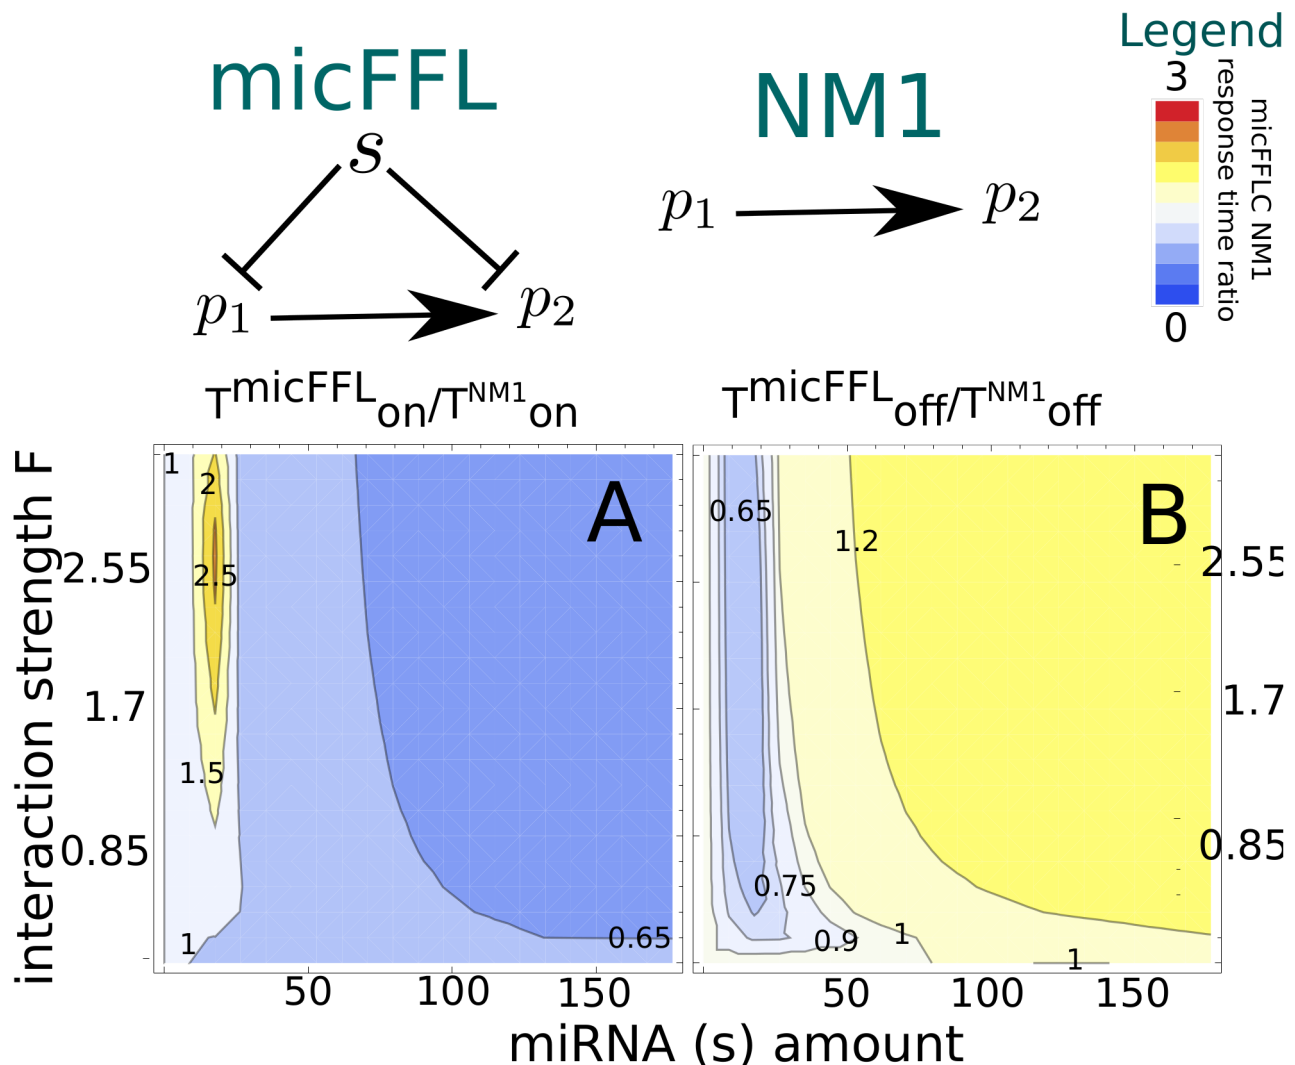 Legend
micFFL
NM1
3
response time ratio
micFFLC NM1
0
s
p1
p2
p1
p2
TmicFFLon/TNM1on
TmicFFLoff/TNM1off
interaction strength F
2.55
1.7
0.85
1
2
2.5
1.5
1
0.65
A
0.65
1.2
0.75
0.9
1
1
B
2.55
1.7
0.85
50
100
150
50
100
150
miRNA (s) amount